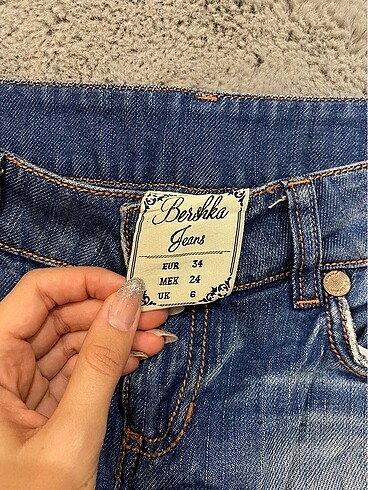 Bershka
Jeans
EUR 34
MEX 24
UK 6